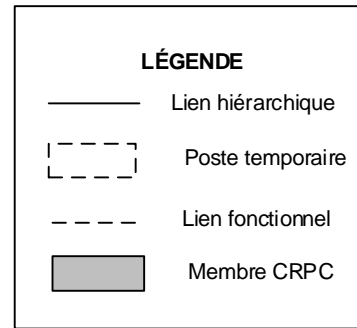 LÉGENDE
Lien hiérarchique
Poste temporaire
Lien fonctionnel
Membre CRPC